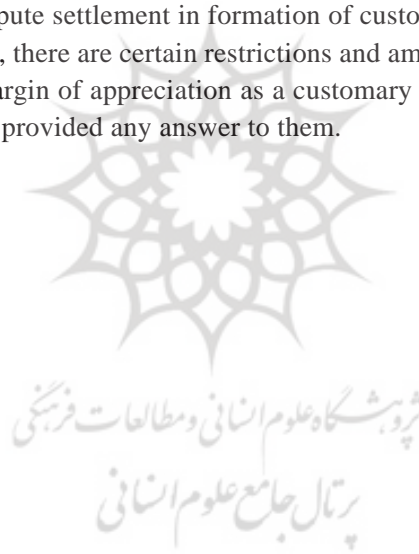 pute settlement in formation of custo
, there are certain restrictions and am
argin of appreciation as a customary
provided any answer to them.
پژوهشگاه علوم انسانی و مطالعات فرهنگی
پرتال جامع علوم انسانی